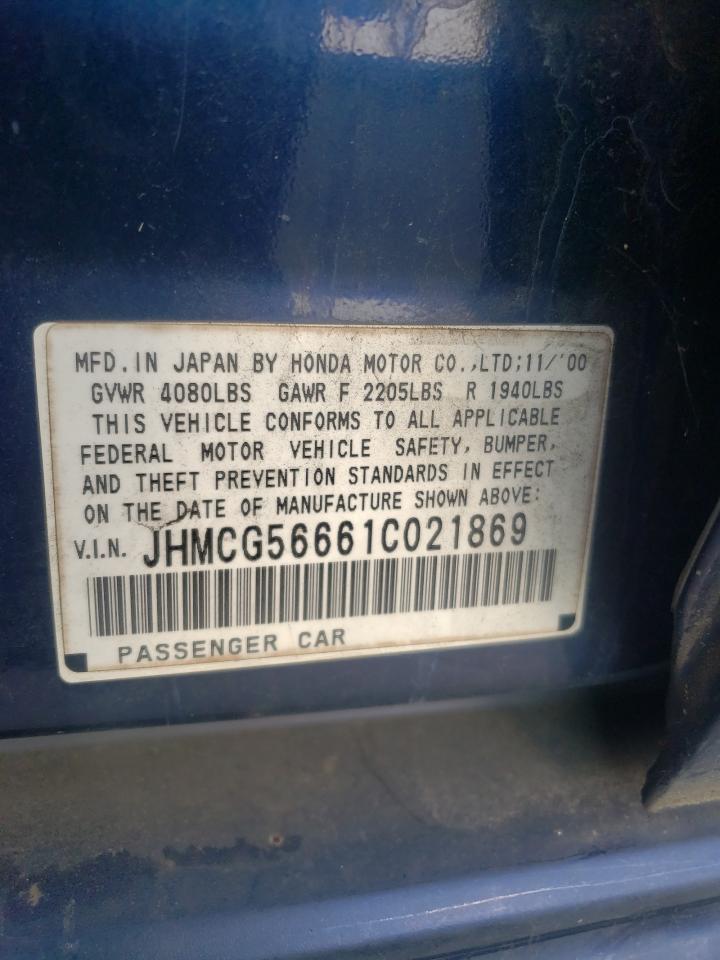 MFD.IN JAPAN BY HONDA MOTOR CO.,LTD;11/'00
GVWR 4080LBS GAWR F 2205LBS R 1940LBS
THIS VEHICLE CONFORMS TO ALL APPLICABLE
FEDERAL MOTOR VEHICLE SAFETY, BUMPER,
AND THEFT PREVENTION STANDARDS IN EFFECT
ON THE DATE OF MANUFACTURE SHOWN ABOVE:
V.I.N. JHMCG56661C021869
PASSENGER CAR